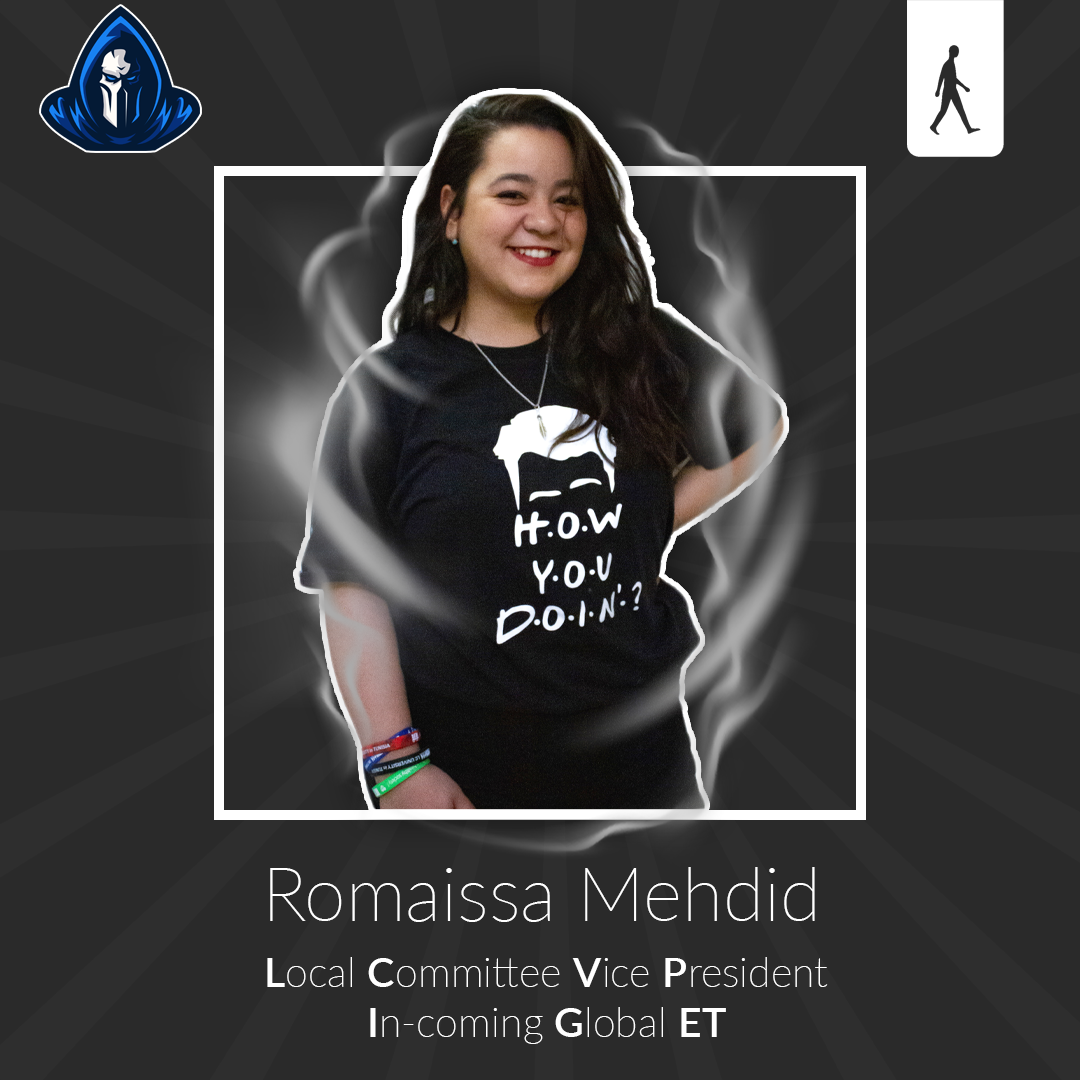 H.O.W
Y.O.U
D.O.I.N'.?
Romaissa Mehdid
Local Committee Vice President
In-coming Global ET